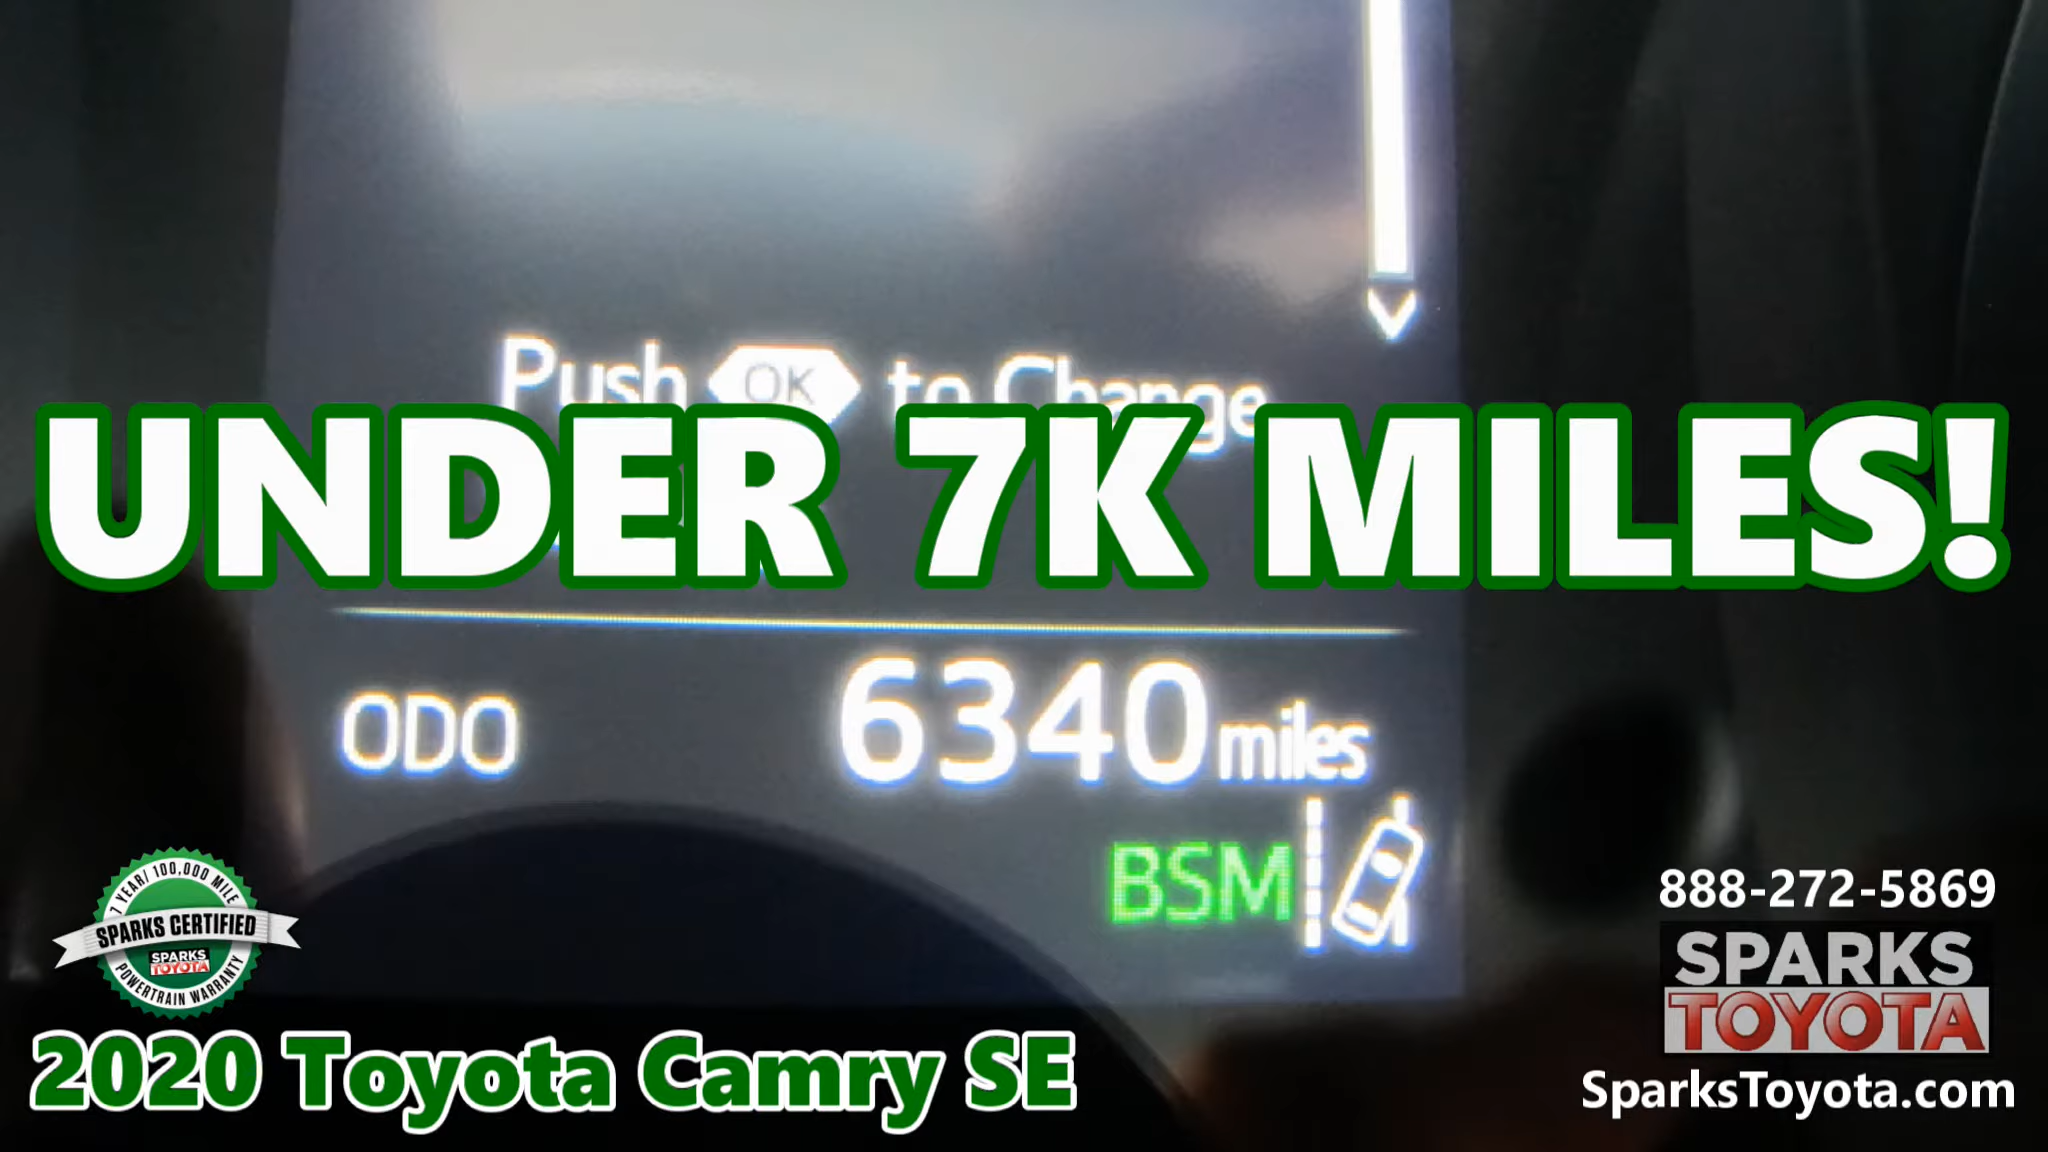 Push OK to Change
UNDER 7K MILES!
ODO 6340 miles
BSM
7 YEAR/ 100,000 MILE
SPARKS CERTIFIED
SPARKS
TOYOTA
POWERTRAIN WARRANTY
2020 Toyota Camry SE
888-272-5869
SPARKS
TOYOTA
SparksToyota.com